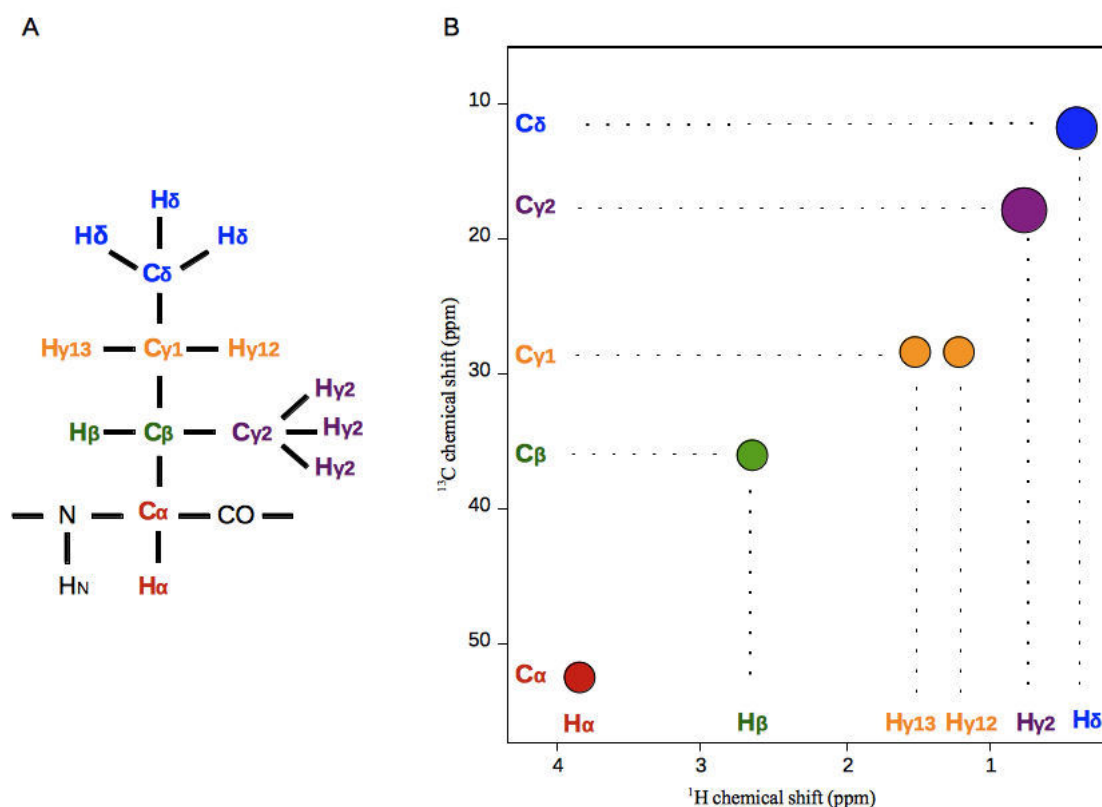 A
Hδ
Hδ Hδ
Cδ
Hγ13 Cγ1 Hγ12
Hγ2
Hβ Cβ Cγ2 Hγ2
Hγ2
N Cα CO
HN Hα
B
10
Cδ
Cγ2
20
Cγ1
30
Cβ
40
50
Cα
¹³C chemical shift (ppm)
Hα Hβ Hγ13 Hγ12 Hγ2 Hδ
4 3 2 1
¹H chemical shift (ppm)